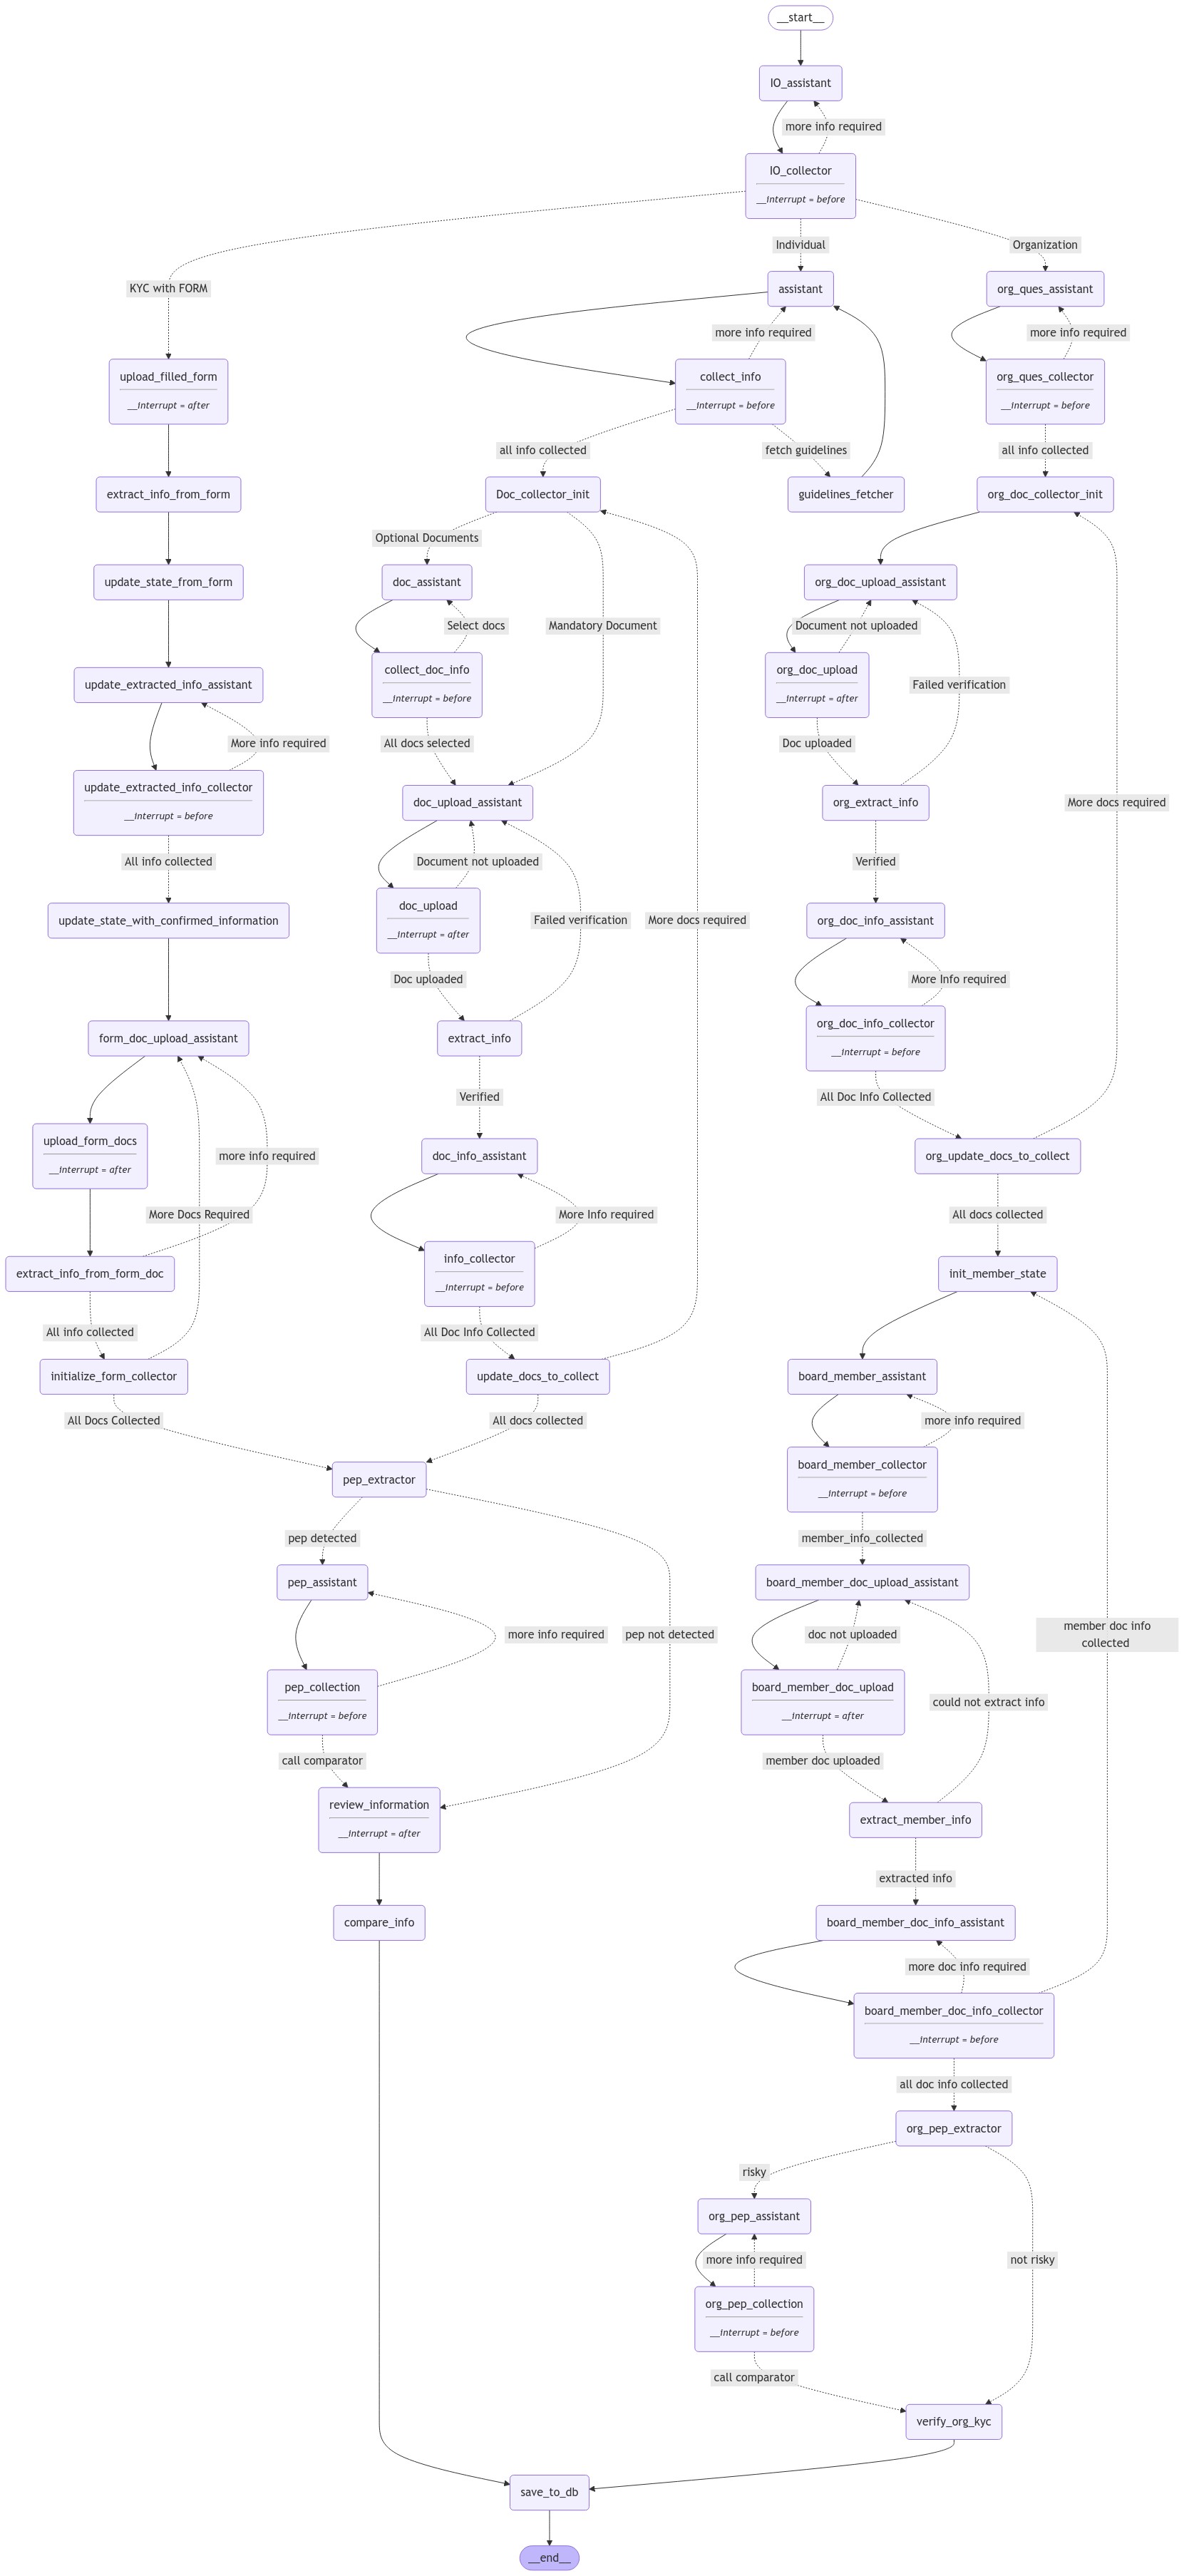 __start__
IO_assistant
more info required
IO_collector
__Interrupt = before
Individual
Organization
KYC with FORM
assistant
org_ques_assistant
more info required
more info required
upload_filled_form
__Interrupt = after
collect_info
__Interrupt = before
org_ques_collector
__Interrupt = before
all info collected
fetch guidelines
all info collected
extract_info_from_form
Doc_collector_init
guidelines_fetcher
org_doc_collector_init
Optional Documents
update_state_from_form
doc_assistant
org_doc_upload_assistant
Select docs
Mandatory Document
Document not uploaded
collect_doc_info
__Interrupt = before
org_doc_upload
__Interrupt = after
update_extracted_info_assistant
Failed verification
More info required
All docs selected
Doc uploaded
update_extracted_info_collector
__Interrupt = before
doc_upload_assistant
org_extract_info
More docs required
All info collected
Document not uploaded
Verified
doc_upload
__Interrupt = after
update_state_with_confirmed_information
Failed verification
More docs required
org_doc_info_assistant
Doc uploaded
More Info required
form_doc_upload_assistant
extract_info
org_doc_info_collector
__Interrupt = before
Verified
All Doc Info Collected
upload_form_docs
__Interrupt = after
more info required
doc_info_assistant
org_update_docs_to_collect
More Docs Required
More Info required
All docs collected
extract_info_from_form_doc
info_collector
__Interrupt = before
init_member_state
All info collected
All Doc Info Collected
initialize_form_collector
update_docs_to_collect
board_member_assistant
All Docs Collected
All docs collected
more info required
pep_extractor
board_member_collector
__Interrupt = before
pep detected
member_info_collected
pep_assistant
board_member_doc_upload_assistant
more info required
pep not detected
doc not uploaded
member doc info
collected
pep_collection
__Interrupt = before
board_member_doc_upload
__Interrupt = after
could not extract info
call comparator
member doc uploaded
review_information
__Interrupt = after
extract_member_info
extracted info
compare_info
board_member_doc_info_assistant
more doc info required
board_member_doc_info_collector
__Interrupt = before
all doc info collected
org_pep_extractor
risky
org_pep_assistant
more info required
not risky
org_pep_collection
__Interrupt = before
call comparator
verify_org_kyc
save_to_db
__end__